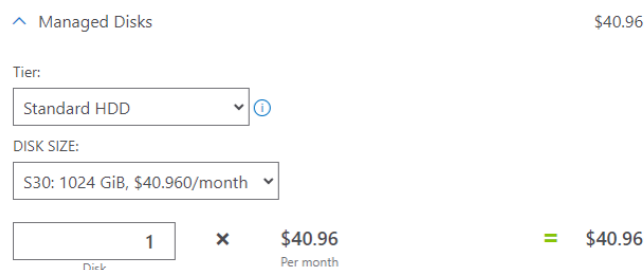 Managed Disks $40.96
Tier:
Standard HDD
DISK SIZE:
S30: 1024 GiB, $40.960/month
1 × $40.96 = $40.96
Disk Per month